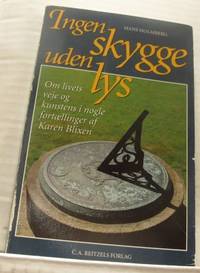 HANS HOLMBERG
Ingen
skygge
uden
lys
Om livets
veje og
kunstens i nogle
fortællinger af
Karen Blixen
C. A. REITZELS FORLAG